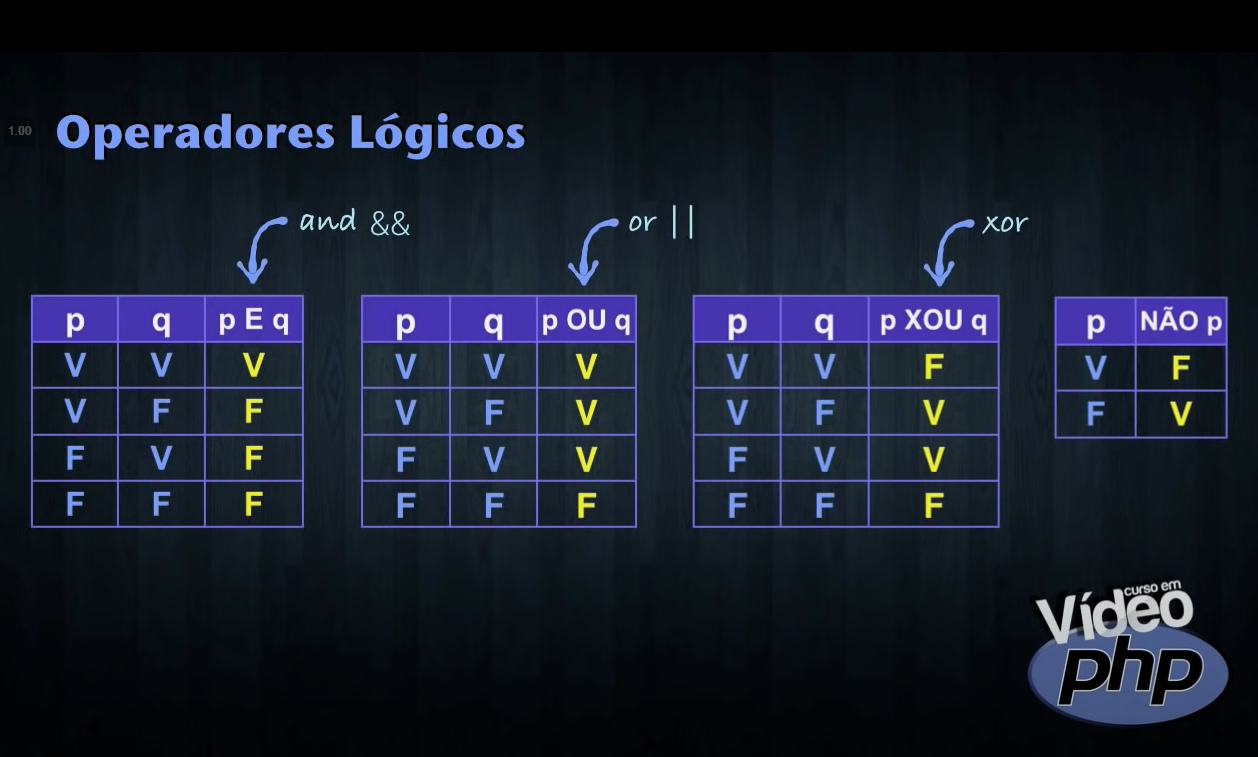 1.00
Operadores Lógicos
and &&
or ||
xor
p q p E q
V V V
V F F
F V F
F F F
p q p OU q
V V V
V F V
F V V
F F F
p q p XOU q
V V F
V F V
F V V
F F F
p NÃO p
V F
F V
curso em
Vídeo
php